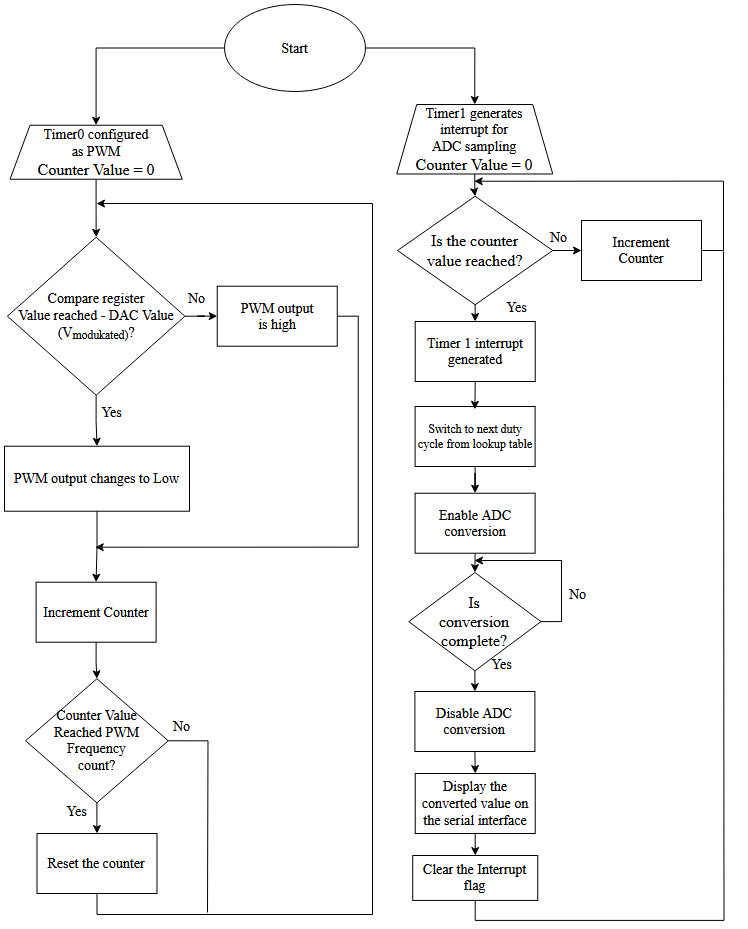 Start
Timer0 configured
as PWM
Counter Value = 0
Compare register
Value reached - DAC Value
(Vmodukated)?
No
PWM output
is high
Yes
PWM output changes to Low
Increment Counter
Counter Value
Reached PWM
Frequency
count?
No
Yes
Reset the counter
Timer1 generates
interrupt for
ADC sampling
Counter Value = 0
Is the counter
value reached?
No
Increment
Counter
Yes
Timer 1 interrupt
generated
Switch to next duty
cycle from lookup table
Enable ADC
conversion
Is
conversion
complete?
No
Yes
Disable ADC
conversion
Display the
converted value on
the serial interface
Clear the Interrupt
flag